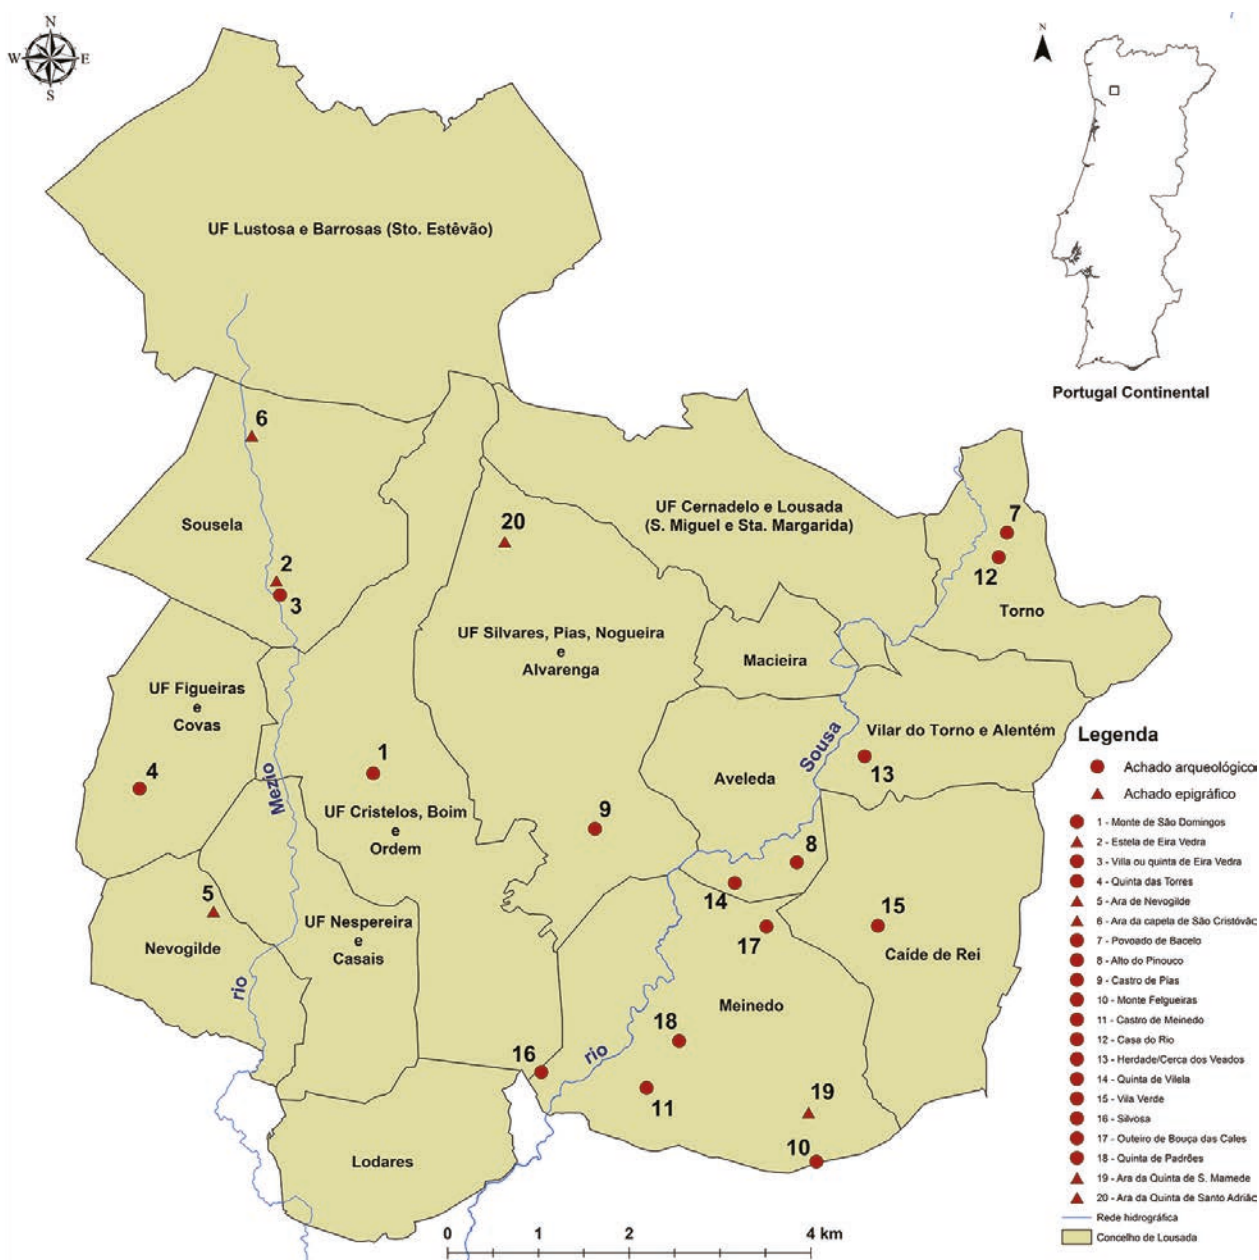 N
W E
S
N
Portugal Continental
UF Lustosa e Barrosas (Sto. Estêvão)
6
Sousela
2
3
20
UF Cernadelo e Lousada
(S. Miguel e Sta. Margarida)
7
12
Torno
UF Silvares, Pias, Nogueira
e
Alvarenga
Macieira
UF Figueiras
e
Covas
4
Mezio
1
UF Cristelos, Boim
e
Ordem
9
Aveleda
Sousa
Vilar do Torno e Alentém
13
8
14
5
Nevogilde
rio
UF Nespereira
e
Casais
17
15
Caíde de Rei
Meinedo
18
rio
16
11
19
10
Lodares
0 1 2 4 km
Legenda
Achado arqueológico
Achado epigráfico
1 - Monte de São Domingos
2 - Estela de Eira Vedra
3 - Villa ou quinta de Eira Vedra
4 - Quinta das Torres
5 - Ara de Nevogilde
6 - Ara da capela de São Cristóvão
7 - Povoado de Bacelo
8 - Alto do Pinouco
9 - Castro de Pias
10 - Monte Felgueiras
11 - Castro de Meinedo
12 - Casa do Rio
13 - Herdade/Cerca dos Veados
14 - Quinta de Vilela
15 - Vila Verde
16 - Silvosa
17 - Outeiro de Bouça das Cales
18 - Quinta de Padrões
19 - Ara da Quinta de S. Mamede
20 - Ara da Quinta de Santo Adrião
Rede hidrográfica
Concelho de Lousada